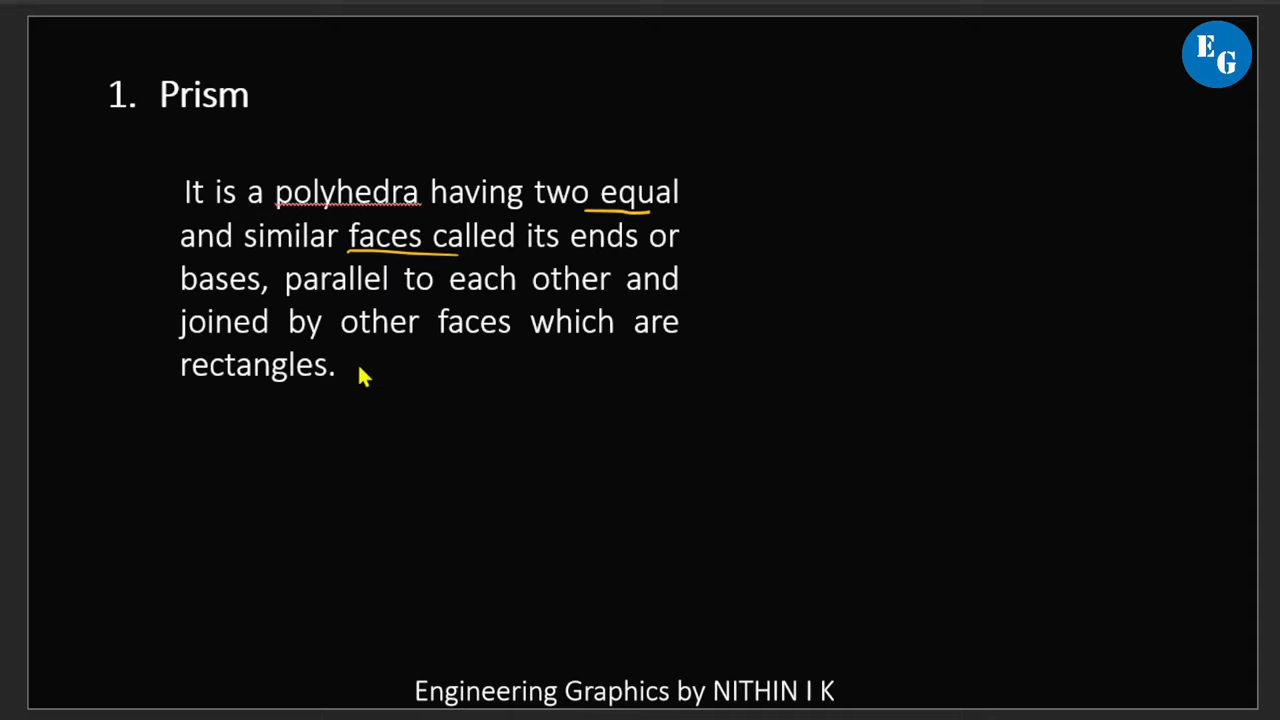 E
G
1. Prism
It is a polyhedra having two equal
and similar faces called its ends or
bases, parallel to each other and
joined by other faces which are
rectangles.
Engineering Graphics by NITHIN I K